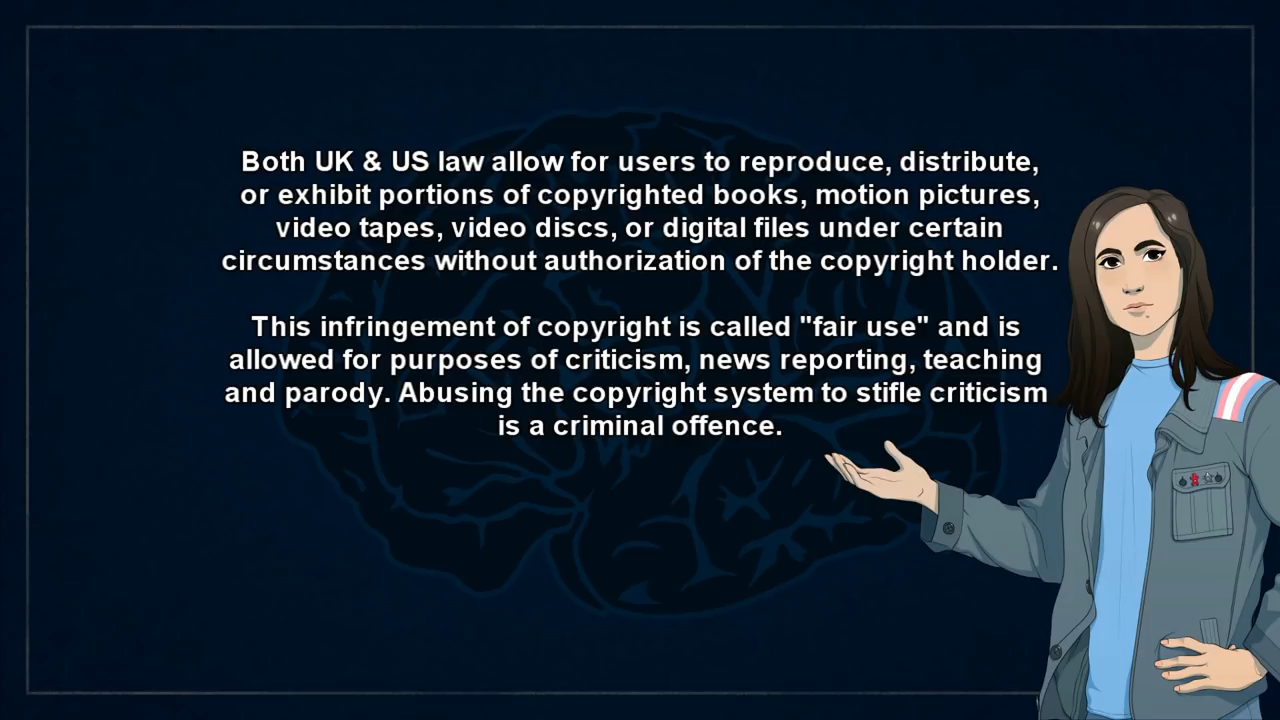 Both UK & US law allow for users to reproduce, distribute,
or exhibit portions of copyrighted books, motion pictures,
video tapes, video discs, or digital files under certain
circumstances without authorization of the copyright holder.
This infringement of copyright is called "fair use" and is
allowed for purposes of criticism, news reporting, teaching
and parody. Abusing the copyright system to stifle criticism
is a criminal offence.